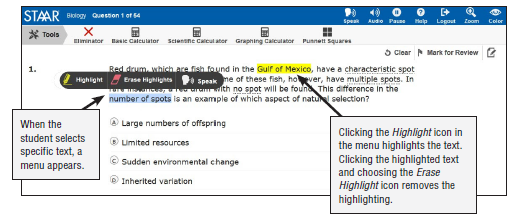 STAAR Biology Question 1 of 54
Speak Audio Pause Help Logout Zoom Color
Tools Eliminator Basic Calculator Scientific Calculator Graphing Calculator Punnett Squares
Clear Mark for Review
1. Red drum, which are fish found in the Gulf of Mexico, have a characteristic spot
Highlight Erase Highlights Speak me of these fish, however, have multiple spots. In
rare instances, a red drum with no spot will be found. This difference in the
number of spots is an example of which aspect of natural selection?
A Large numbers of offspring
B Limited resources
C Sudden environmental change
D Inherited variation
When the
student selects
specific text, a
menu appears.
Clicking the Highlight icon in
the menu highlights the text.
Clicking the highlighted text
and choosing the Erase
Highlight icon removes the
highlighting.